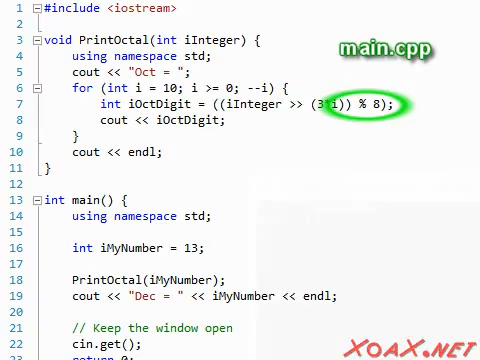 main.cpp
1 #include <iostream>
2
3 void PrintOctal(int iInteger) {
4 using namespace std;
5 cout << "Oct = ";
6 for (int i = 10; i >= 0; --i) {
7 int iOctDigit = ((iInteger >> (3*i)) % 8);
8 cout << iOctDigit;
9 }
10 cout << endl;
11 }
12
13 int main() {
14 using namespace std;
15
16 int iMyNumber = 13;
17
18 PrintOctal(iMyNumber);
19 cout << "Dec = " << iMyNumber << endl;
20
21 // Keep the window open
22 cin.get();
23 return 0;
XOAX.NET